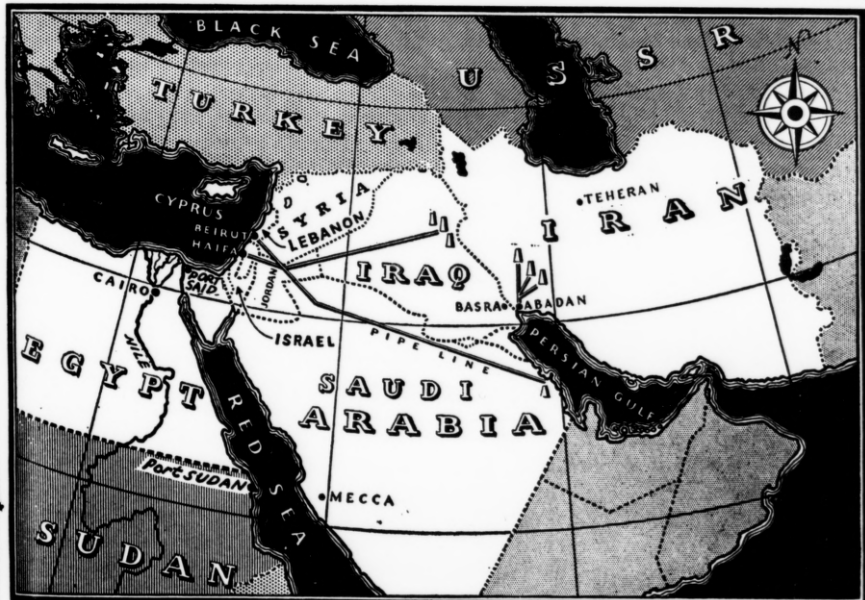 BLACK SEA
U S S R
N
TURKEY
TEHERAN
IRAN
CYPRUS
SYRIA
BEIRUT
LEBANON
HAIFA
IRAQ
CAIRO
PORT SAID
JORDAN
BASRA
ABADAN
ISRAEL
NILE
PIPE LINE
PERSIAN GULF
EGYPT
SAUDI
ARABIA
RED SEA
Port SUDAN
MECCA
SUDAN